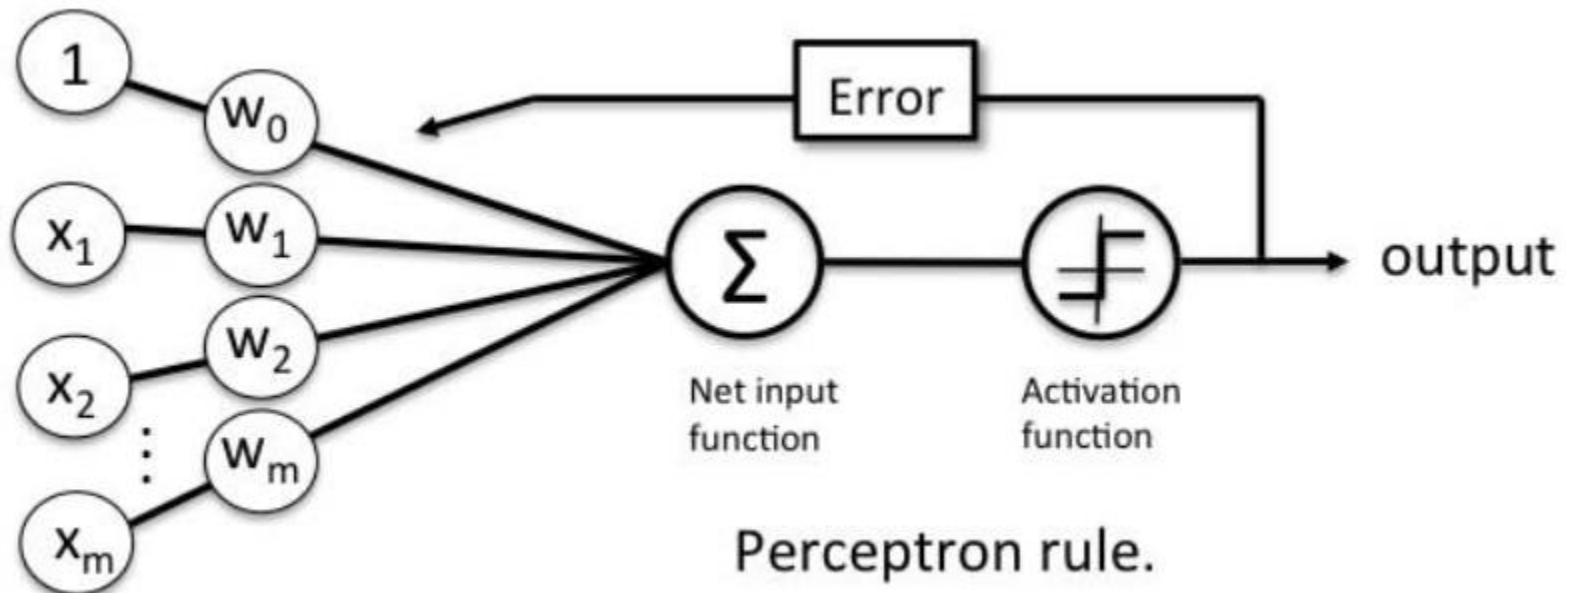 1
w₀
Error
x₁
w₁
Σ
output
x₂
w₂
⋮
xₘ
wₘ
Net input
function
Activation
function
Perceptron rule.